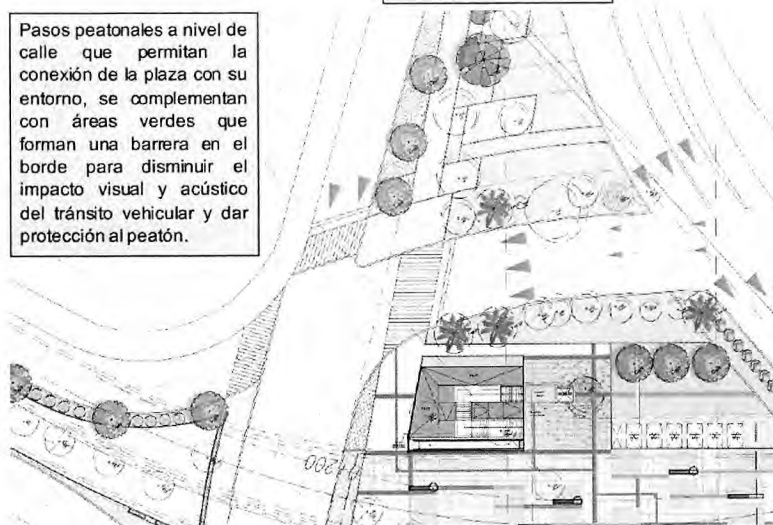 Pasos peatonales a nivel de
calle que permitan la
conexión de la plaza con su
entorno, se complementan
con áreas verdes que
forman una barrera en el
borde para disminuir el
impacto visual y acústico
del tránsito vehicular y dar
protección al peatón.